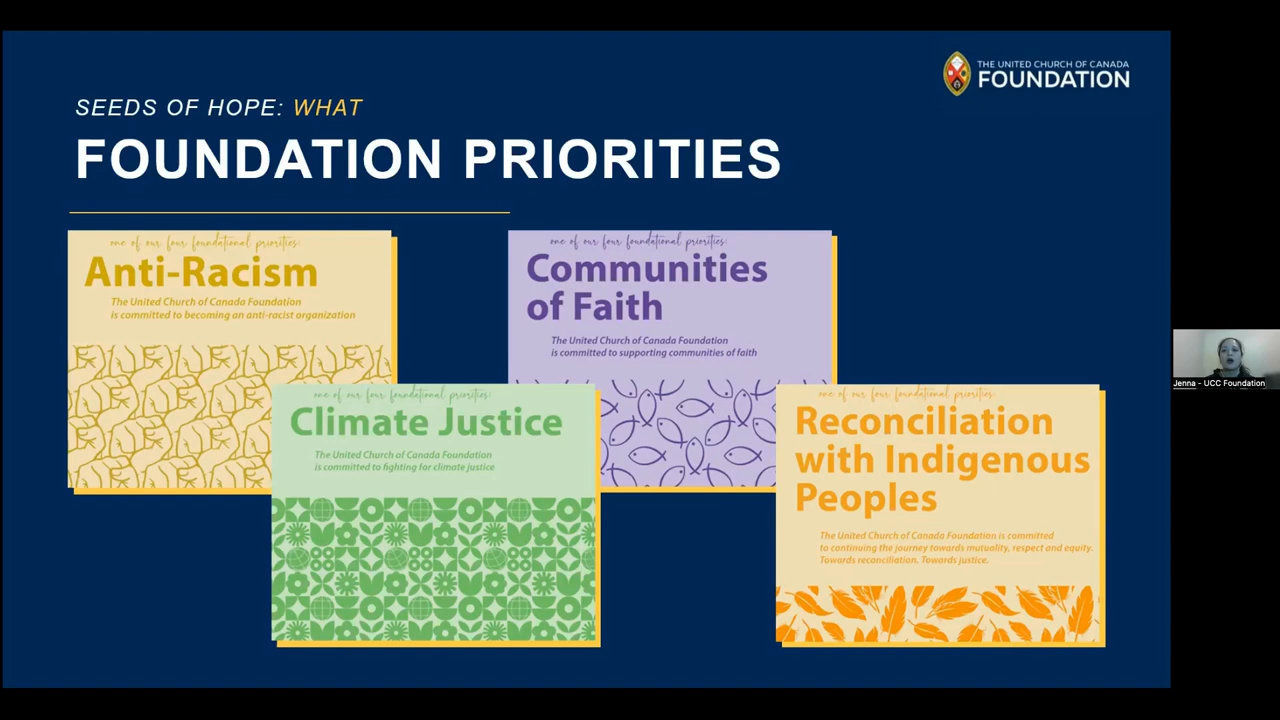 THE UNITED CHURCH OF CANADA
FOUNDATION
SEEDS OF HOPE: WHAT
FOUNDATION PRIORITIES
one of our four foundational priorities:
Anti-Racism
The United Church of Canada Foundation
is committed to becoming an anti-racist organization
one of our four foundational priorities:
Communities
of Faith
The United Church of Canada Foundation
is committed to supporting communities of faith
one of our four foundational priorities:
Climate Justice
The United Church of Canada Foundation
is committed to fighting for climate justice
one of our four foundational priorities:
Reconciliation
with Indigenous
Peoples
The United Church of Canada Foundation is committed
to continuing the journey towards mutuality, respect and equity.
Towards reconciliation. Towards justice.
Jenna - UCC Foundation